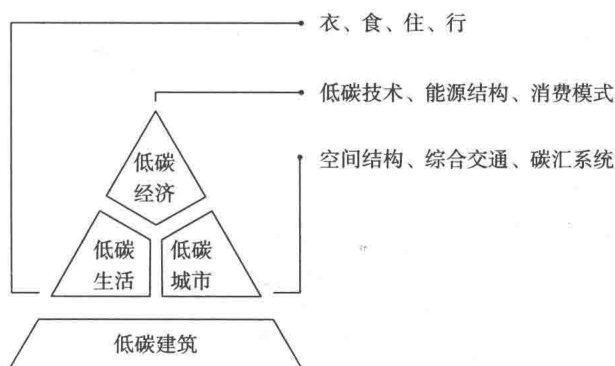 衣、食、住、行
低碳技术、能源结构、消费模式
空间结构、综合交通、碳汇系统
低碳
经济
低碳
生活
低碳
城市
低碳建筑